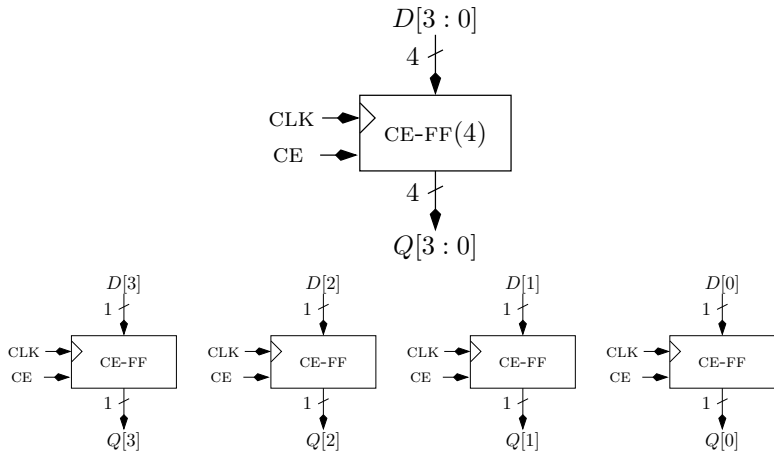 D[3 : 0]
4
CLK
CE-FF(4)
CE
4
Q[3 : 0]
D[3] D[2] D[1] D[0]
1 1 1 1
CLK CE-FF CLK CE-FF CLK CE-FF CLK CE-FF
CE CE CE CE
1 1 1 1
Q[3] Q[2] Q[1] Q[0]